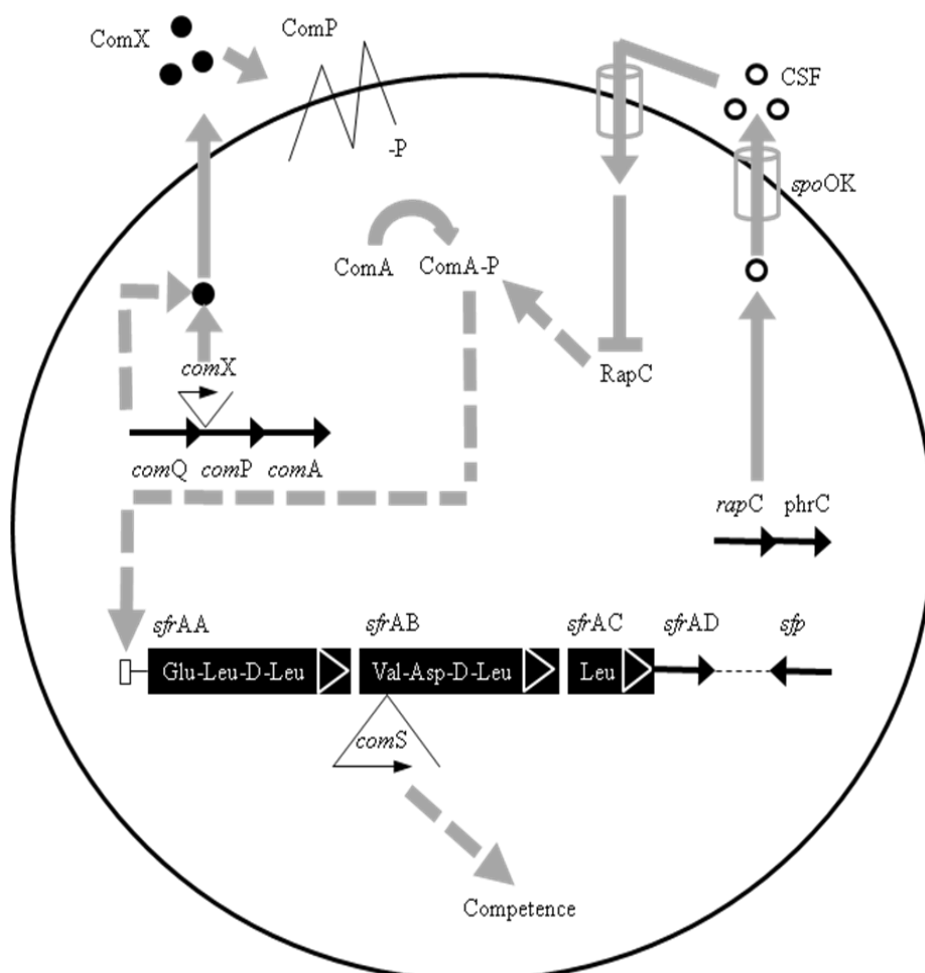 ComX
ComP
CSF
-P
spoOK
ComA
ComA-P
comX
RapC
comQ comP comA
rapC phrC
sfrAA sfrAB sfrAC sfrAD sfp
Glu-Leu-D-Leu Val-Asp-D-Leu Leu
comS
Competence